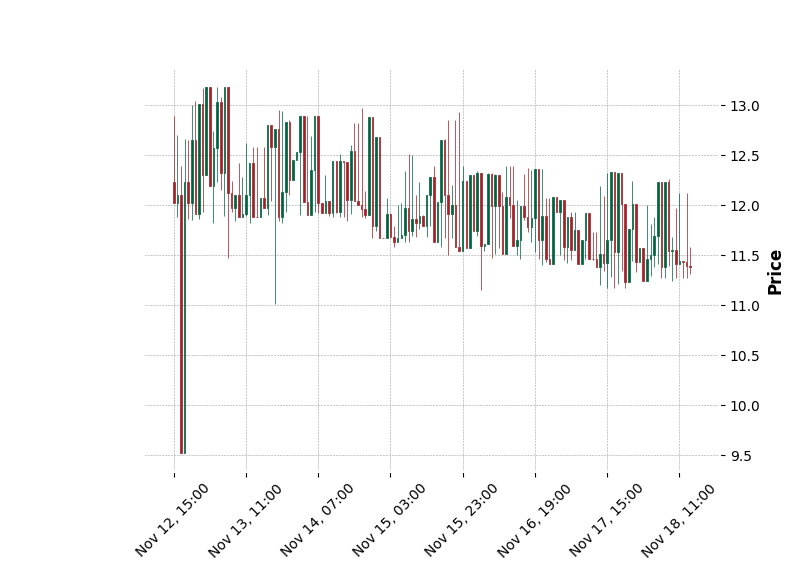 13.0
12.5
12.0
11.5
11.0
10.5
10.0
9.5
Price
Nov 12, 15:00
Nov 13, 11:00
Nov 14, 07:00
Nov 15, 03:00
Nov 15, 23:00
Nov 16, 19:00
Nov 17, 15:00
Nov 18, 11:00